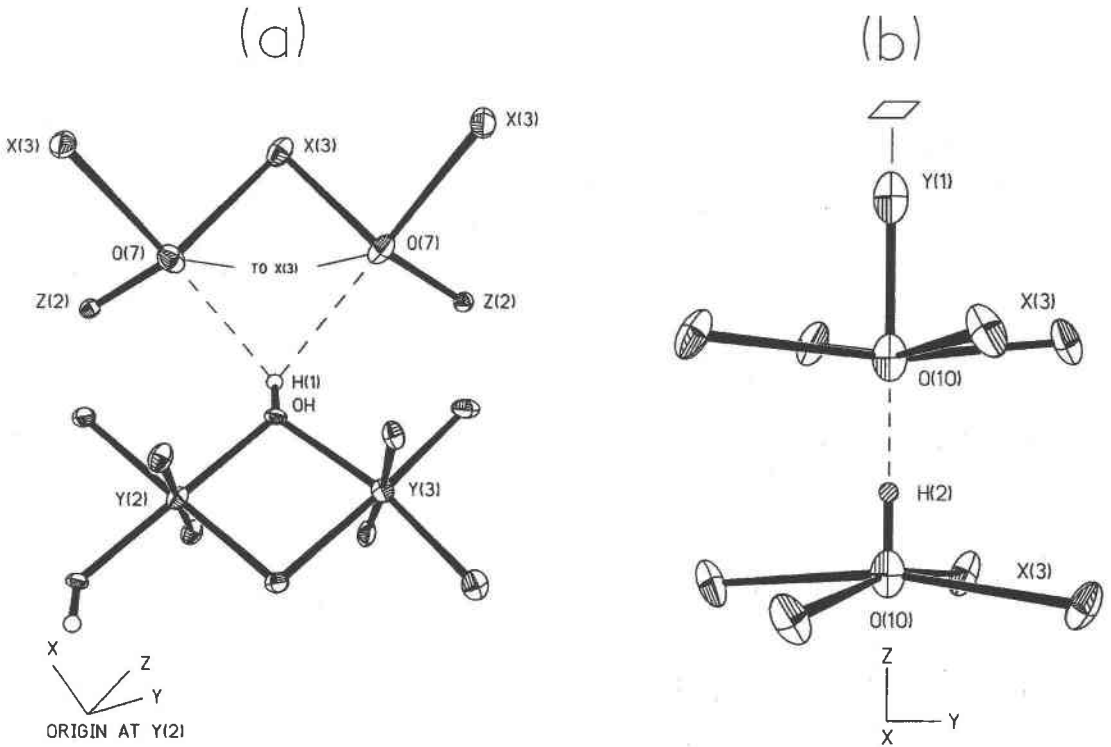 (a)
X(3)
X(3)
X(3)
O(7)
TO X(3)
O(7)
Z(2)
Z(2)
H(1)
OH
Y(2)
Y(3)
X
Z
Y
ORIGIN AT Y(2)
(b)
Y(1)
X(3)
O(10)
H(2)
X(3)
O(10)
Z
Y
X